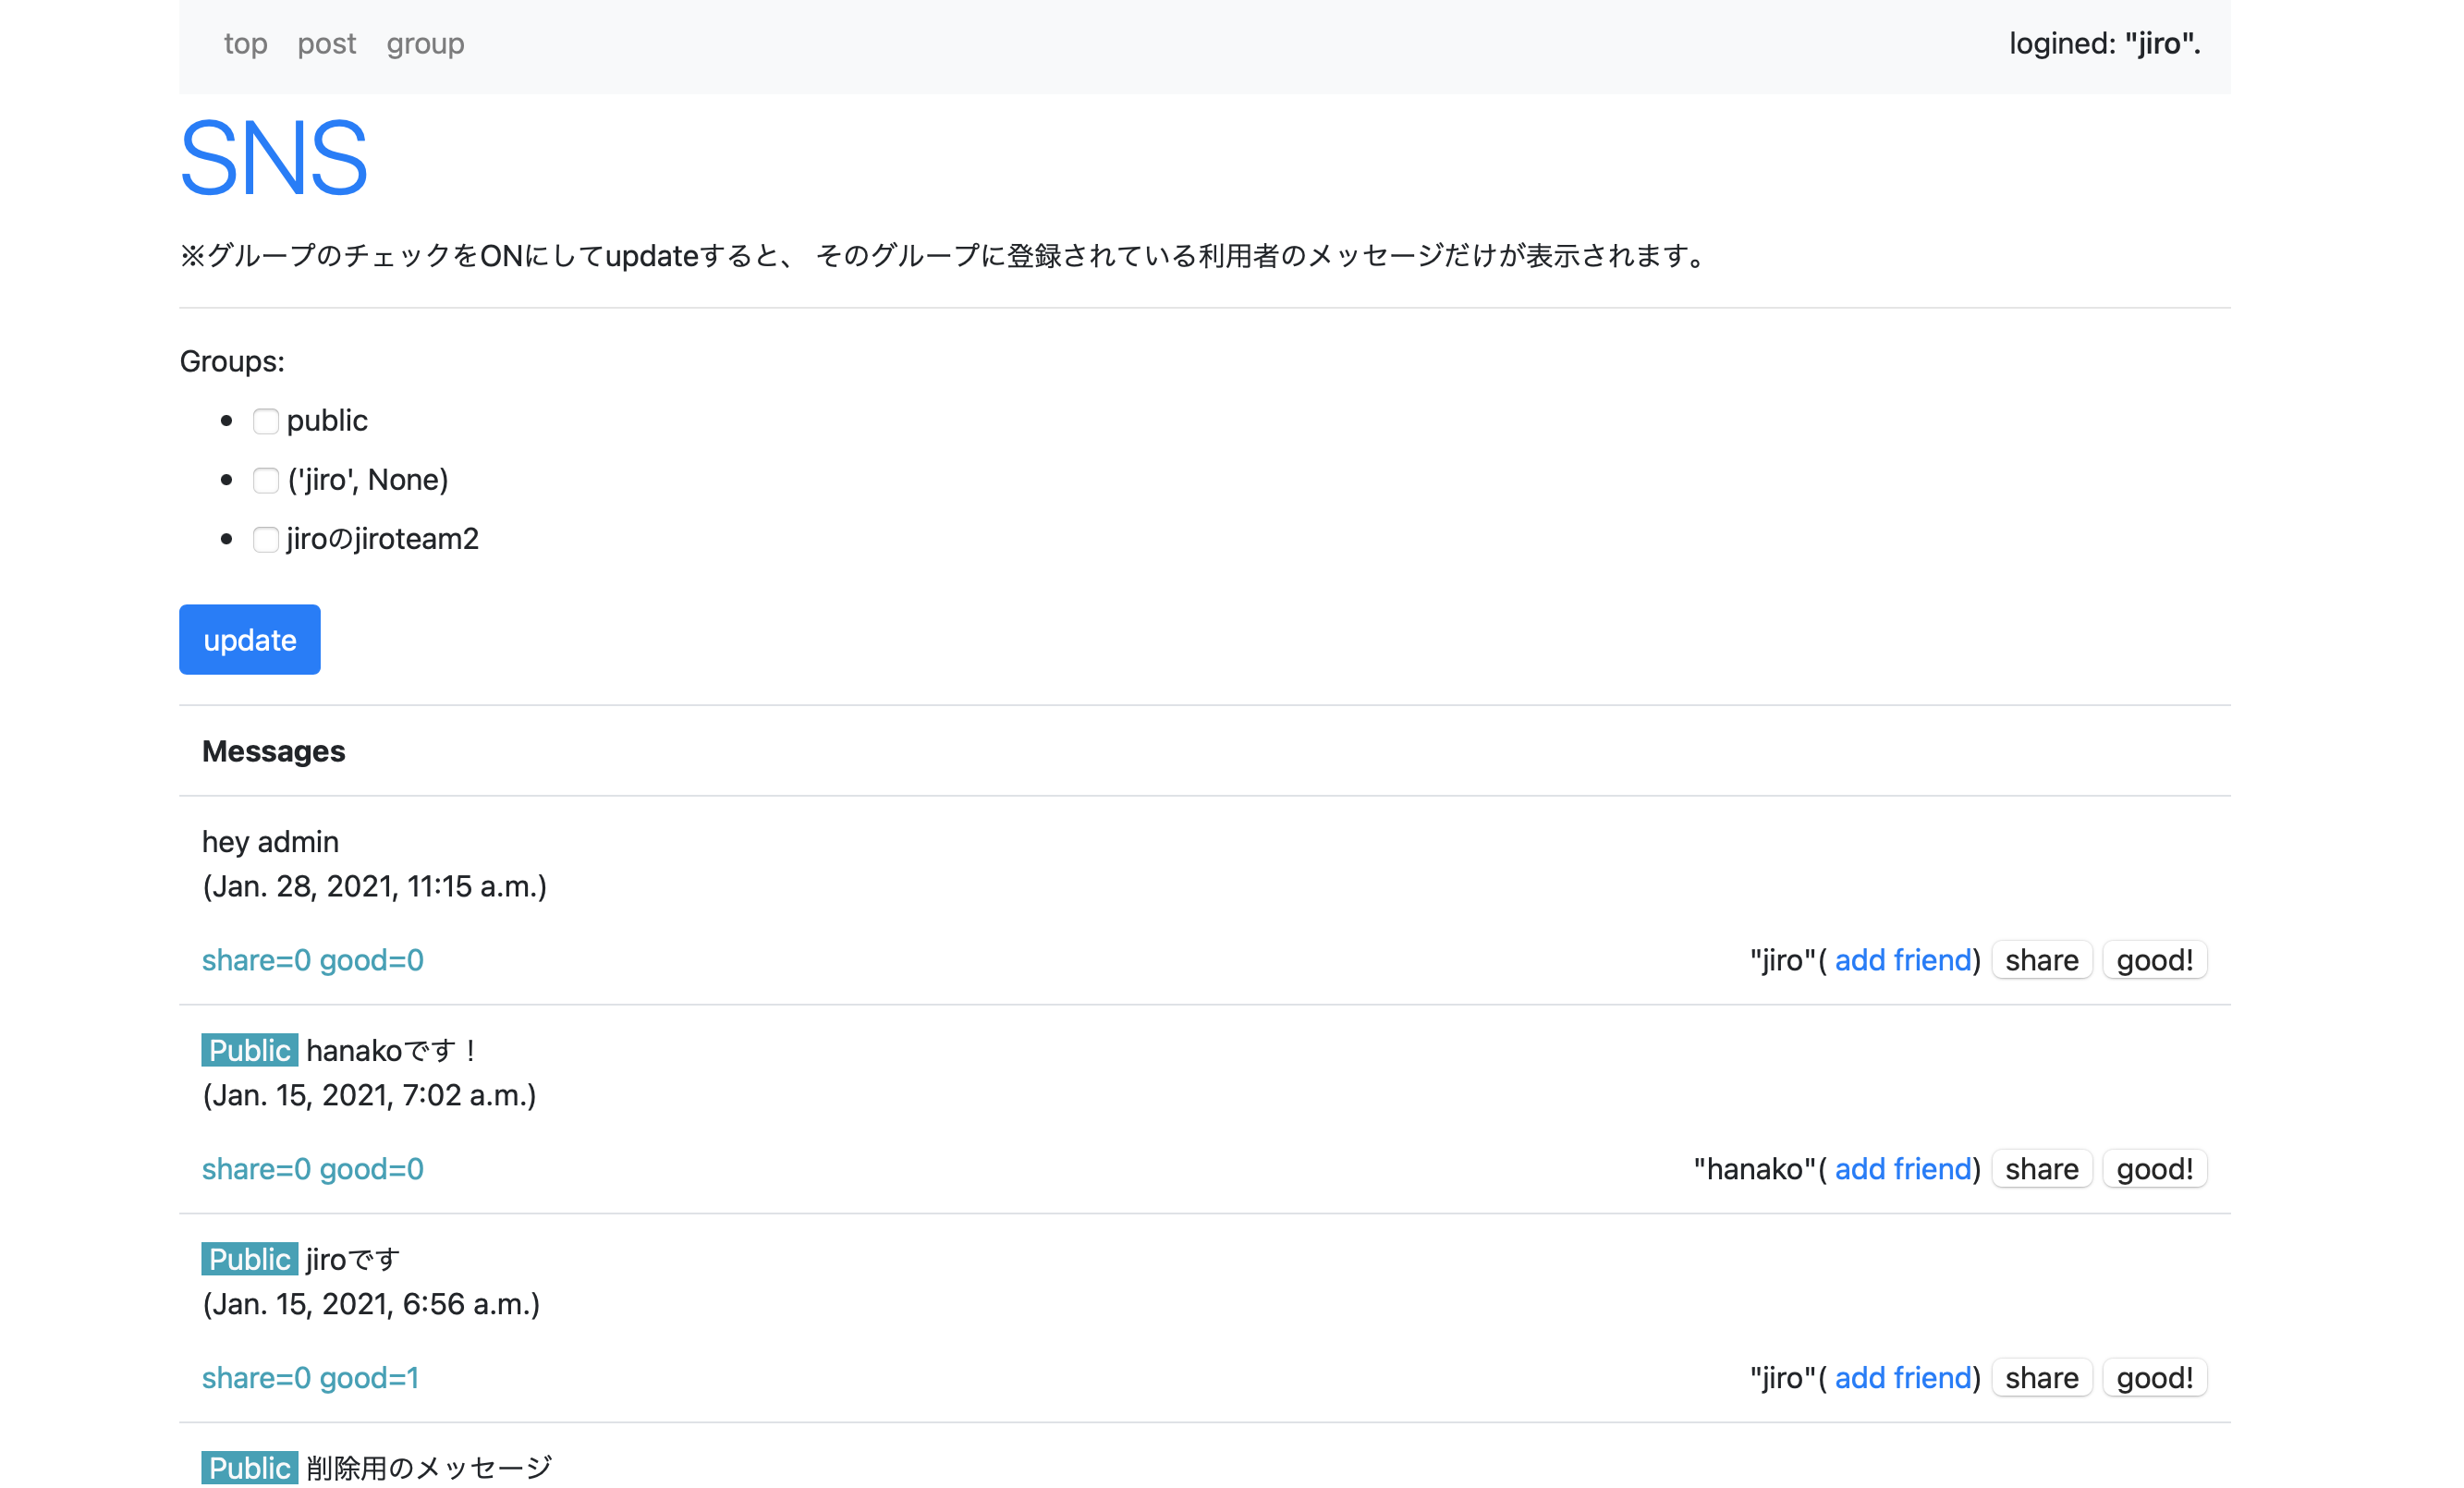 top post group logined: "jiro".
SNS
※グループのチェックをONにしてupdateすると、 そのグループに登録されている利用者のメッセージだけが表示されます。
Groups:
• public
• ('jiro', None)
• jiroのjiroteam2
update
Messages
hey admin
(Jan. 28, 2021, 11:15 a.m.)
share=0 good=0 "jiro"( add friend) share good!
Public hanakoです！
(Jan. 15, 2021, 7:02 a.m.)
share=0 good=0 "hanako"( add friend) share good!
Public jiroです
(Jan. 15, 2021, 6:56 a.m.)
share=0 good=1 "jiro"( add friend) share good!
Public 削除用のメッセージ